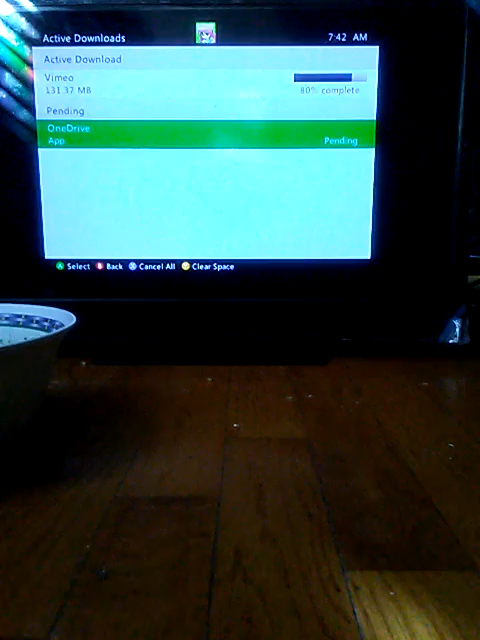 Active Downloads
7:42 AM
Active Download
Vimeo
131.37 MB
80% complete
Pending
OneDrive
App
Pending
A Select B Back X Cancel All Y Clear Space